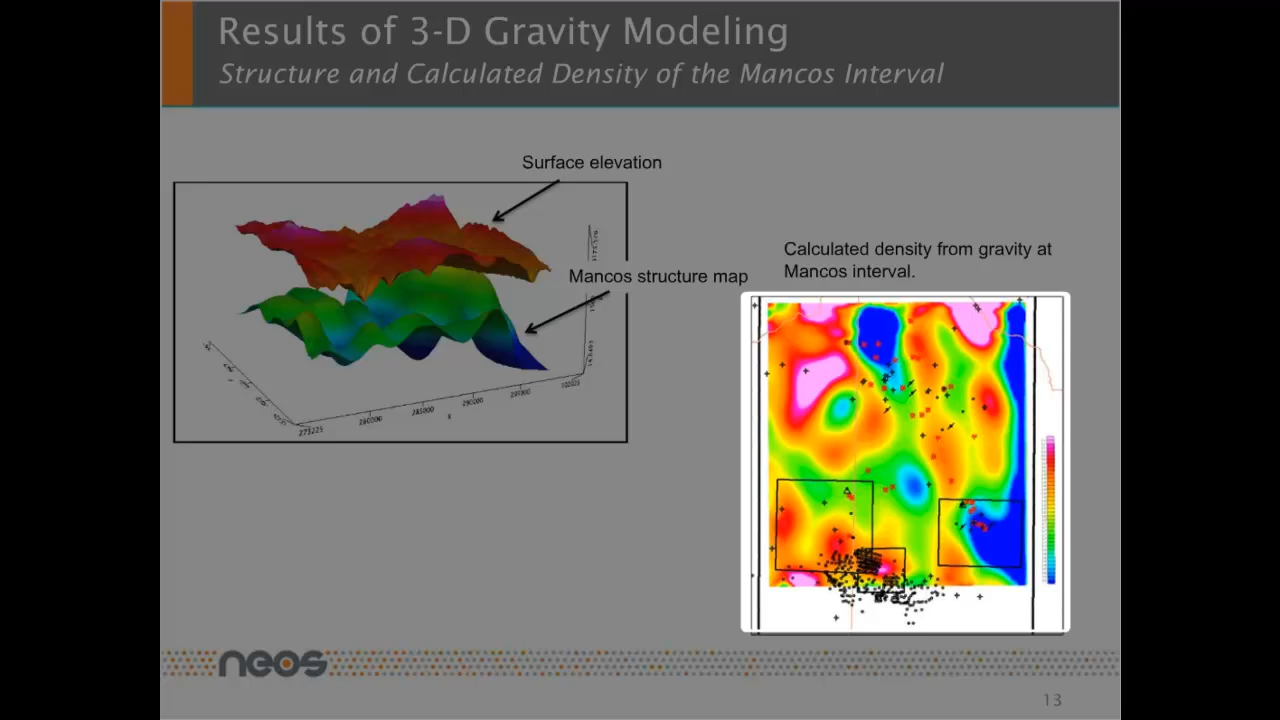 Results of 3-D Gravity Modeling
Structure and Calculated Density of the Mancos Interval
Surface elevation
Mancos structure map
Calculated density from gravity at
Mancos interval.
273225
280000
285000
290000
X
neos
13